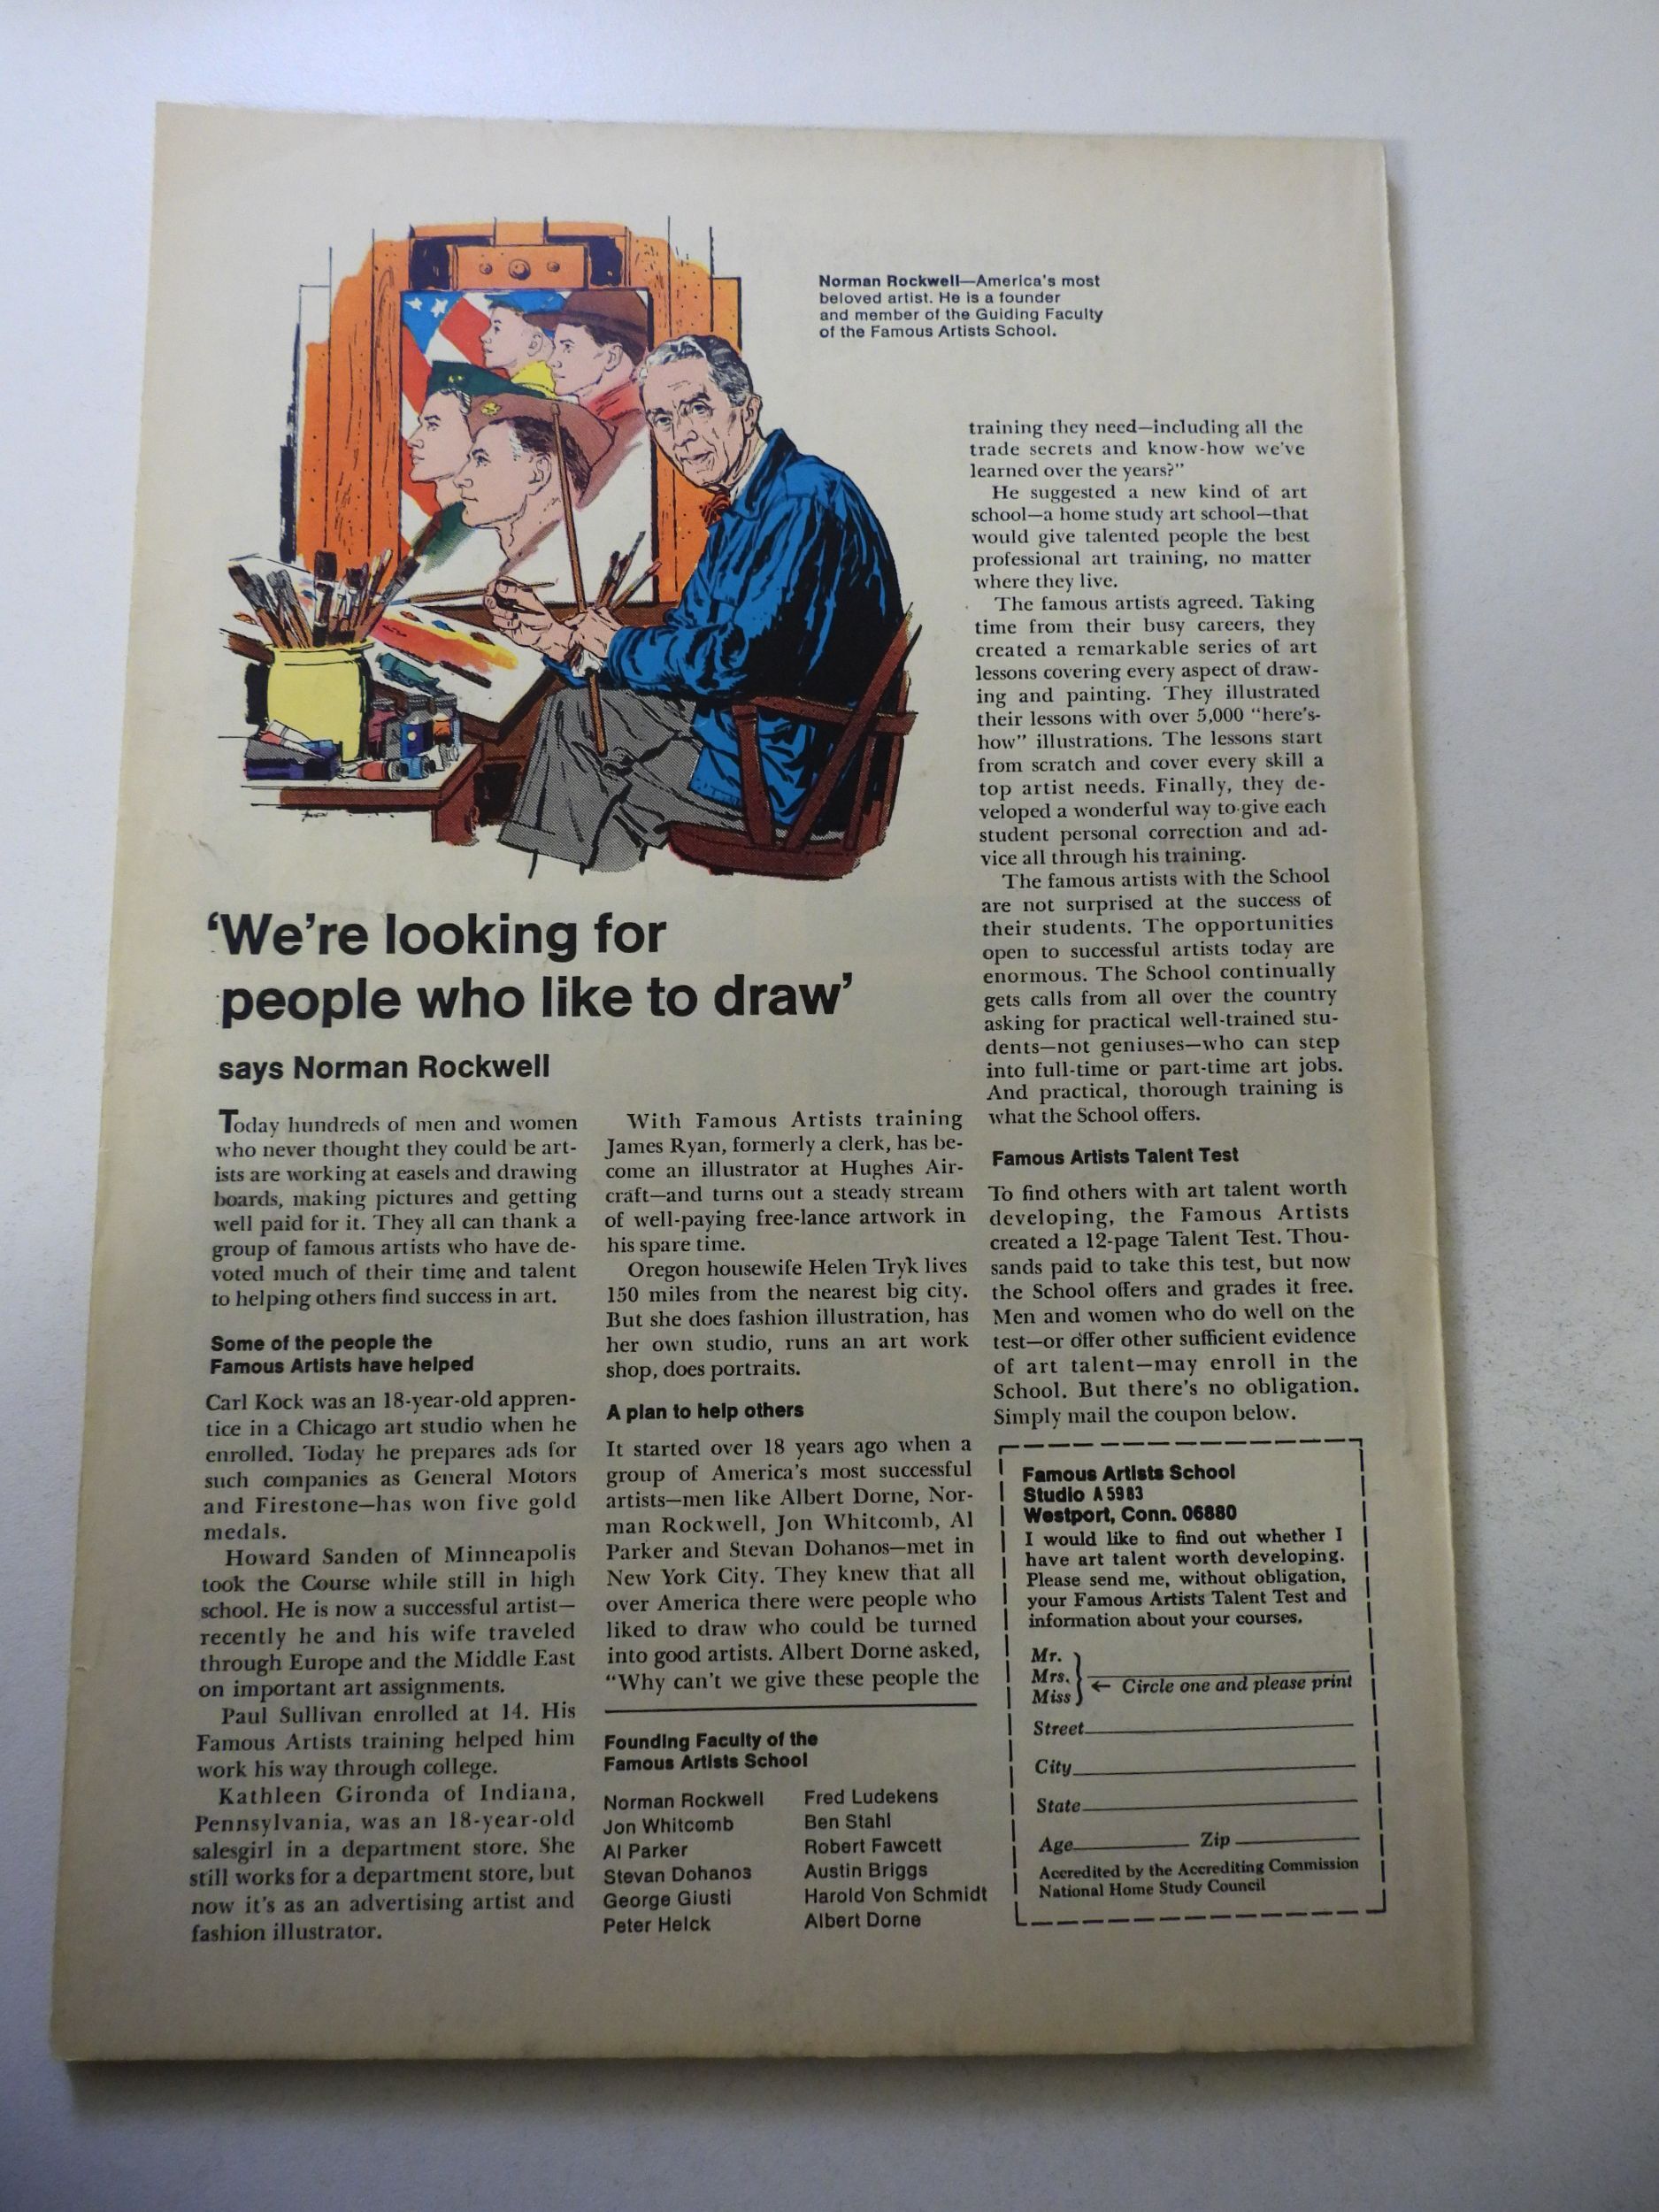 Norman Rockwell—America's most
beloved artist. He is a founder
and member of the Guiding Faculty
of the Famous Artists School.
'We're looking for
people who like to draw'
says Norman Rockwell
Today hundreds of men and women
who never thought they could be art-
ists are working at easels and drawing
boards, making pictures and getting
well paid for it. They all can thank a
group of famous artists who have de-
voted much of their time and talent
to helping others find success in art.
Some of the people the
Famous Artists have helped
Carl Kock was an 18-year-old appren-
tice in a Chicago art studio when he
enrolled. Today he prepares ads for
such companies as General Motors
and Firestone—has won five gold
medals.
Howard Sanden of Minneapolis
took the Course while still in high
school. He is now a successful artist—
recently he and his wife traveled
through Europe and the Middle East
on important art assignments.
Paul Sullivan enrolled at 14. His
Famous Artists training helped him
work his way through college.
Kathleen Gironda of Indiana,
Pennsylvania, was an 18-year-old
salesgirl in a department store. She
still works for a department store, but
now it's as an advertising artist and
fashion illustrator.
With Famous Artists training
James Ryan, formerly a clerk, has be-
come an illustrator at Hughes Air-
craft—and turns out a steady stream
of well-paying free-lance artwork in
his spare time.
Oregon housewife Helen Tryk lives
150 miles from the nearest big city.
But she does fashion illustration, has
her own studio, runs an art work
shop, does portraits.
A plan to help others
It started over 18 years ago when a
group of America's most successful
artists—men like Albert Dorne, Nor-
man Rockwell, Jon Whitcomb, Al
Parker and Stevan Dohanos—met in
New York City. They knew that all
over America there were people who
liked to draw who could be turned
into good artists. Albert Dorne asked,
"Why can't we give these people the
training they need—including all the
trade secrets and know-how we've
learned over the years?"
He suggested a new kind of art
school—a home study art school—that
would give talented people the best
professional art training, no matter
where they live.
The famous artists agreed. Taking
time from their busy careers, they
created a remarkable series of art
lessons covering every aspect of draw-
ing and painting. They illustrated
their lessons with over 5,000 "here's-
how" illustrations. The lessons start
from scratch and cover every skill a
top artist needs. Finally, they de-
veloped a wonderful way to give each
student personal correction and ad-
vice all through his training.
The famous artists with the School
are not surprised at the success of
their students. The opportunities
open to successful artists today are
enormous. The School continually
gets calls from all over the country
asking for practical well-trained stu-
dents—not geniuses—who can step
into full-time or part-time art jobs.
And practical, thorough training is
what the School offers.
Famous Artists Talent Test
To find others with art talent worth
developing, the Famous Artists
created a 12-page Talent Test. Thou-
sands paid to take this test, but now
the School offers and grades it free.
Men and women who do well on the
test—or offer other sufficient evidence
of art talent—may enroll in the
School. But there's no obligation.
Simply mail the coupon below.
Founding Faculty of the
Famous Artists School
Norman Rockwell
Jon Whitcomb
Al Parker
Stevan Dohanos
George Giusti
Peter Helck
Fred Ludekens
Ben Stahl
Robert Fawcett
Austin Briggs
Harold Von Schmidt
Albert Dorne
Famous Artists School
Studio A5983
Westport, Conn. 06880
I would like to find out whether I
have art talent worth developing.
Please send me, without obligation,
your Famous Artists Talent Test and
information about your courses.
Mr.
Mrs.
Miss
← Circle one and please print
Street
City
State
Age Zip
Accredited by the Accrediting Commission
National Home Study Council